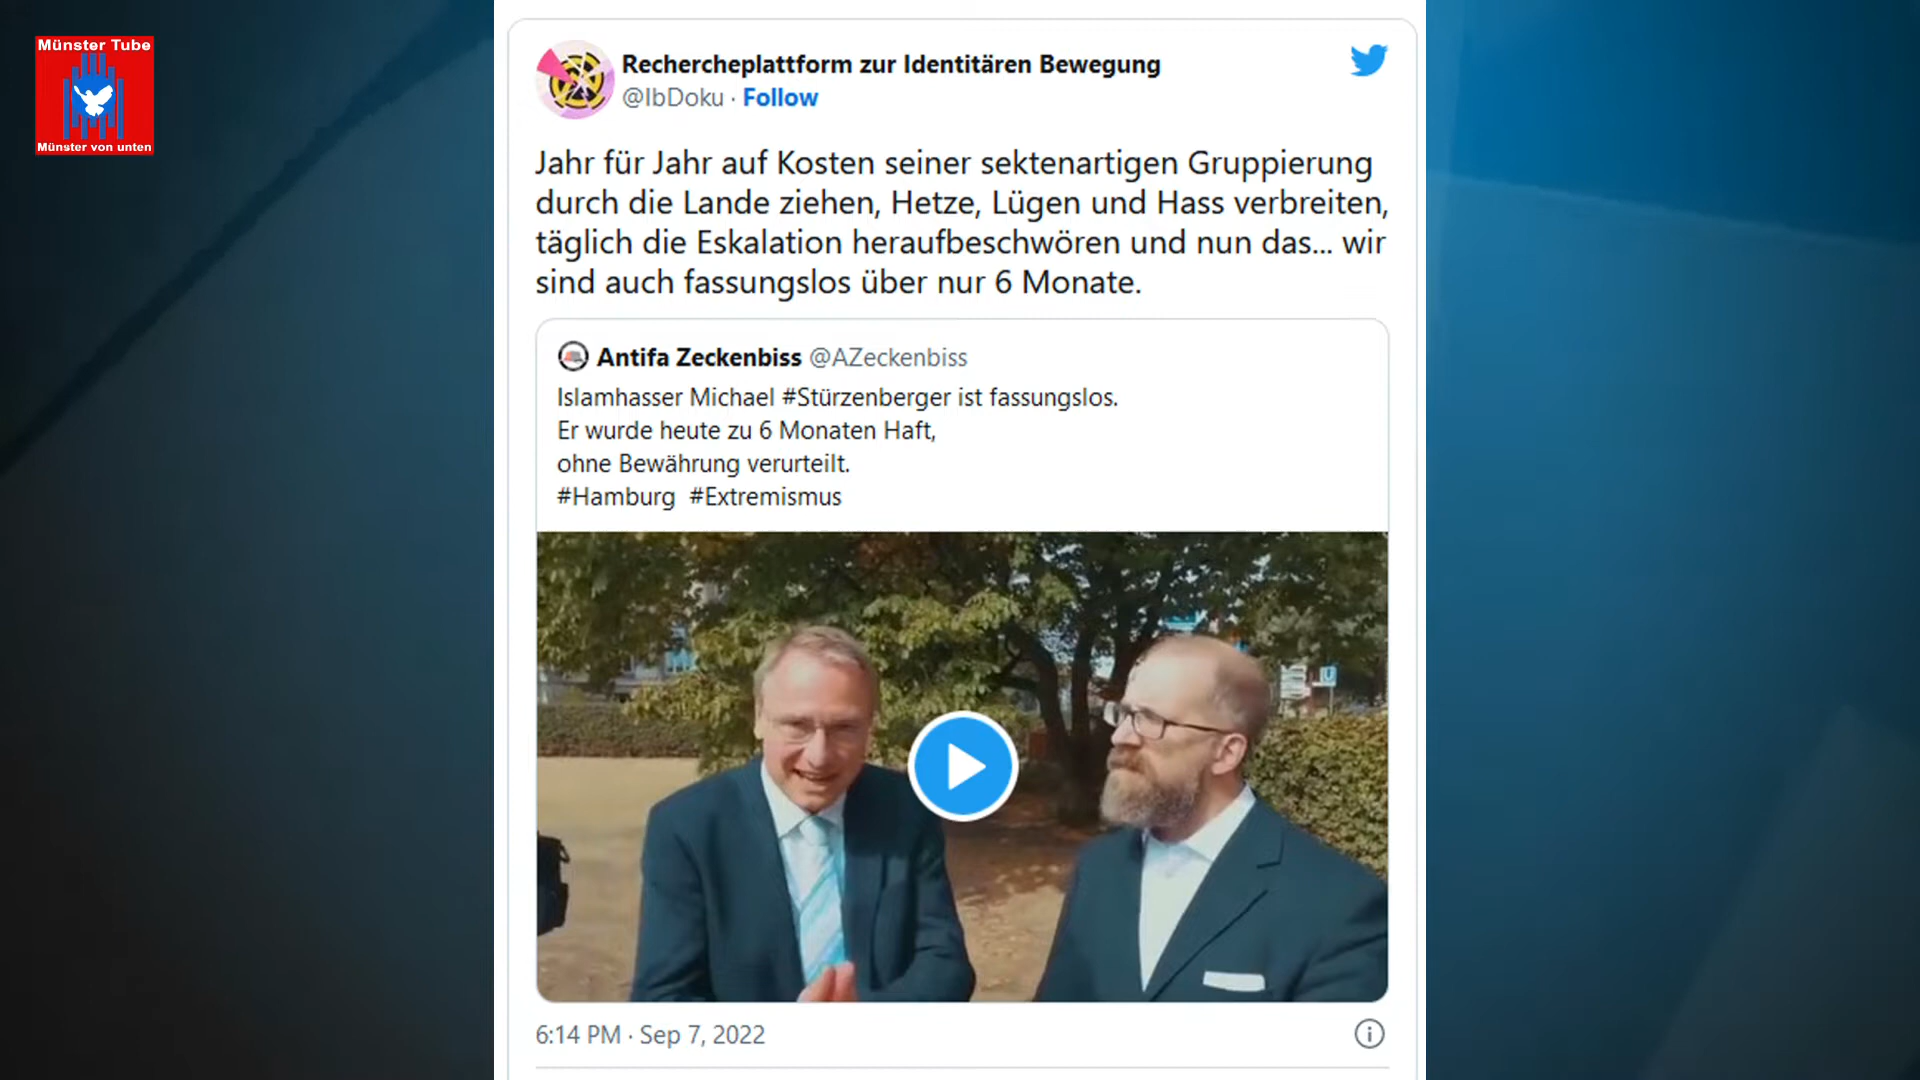 Münster Tube
Münster von unten
Rechercheplattform zur Identitären Bewegung
@IbDoku · Follow
Jahr für Jahr auf Kosten seiner sektenartigen Gruppierung
durch die Lande ziehen, Hetze, Lügen und Hass verbreiten,
täglich die Eskalation heraufbeschwören und nun das... wir
sind auch fassungslos über nur 6 Monate.
Antifa Zeckenbiss @AZeckenbiss
Islamhasser Michael #Stürzenberger ist fassungslos.
Er wurde heute zu 6 Monaten Haft,
ohne Bewährung verurteilt.
#Hamburg #Extremismus
U
6:14 PM · Sep 7, 2022